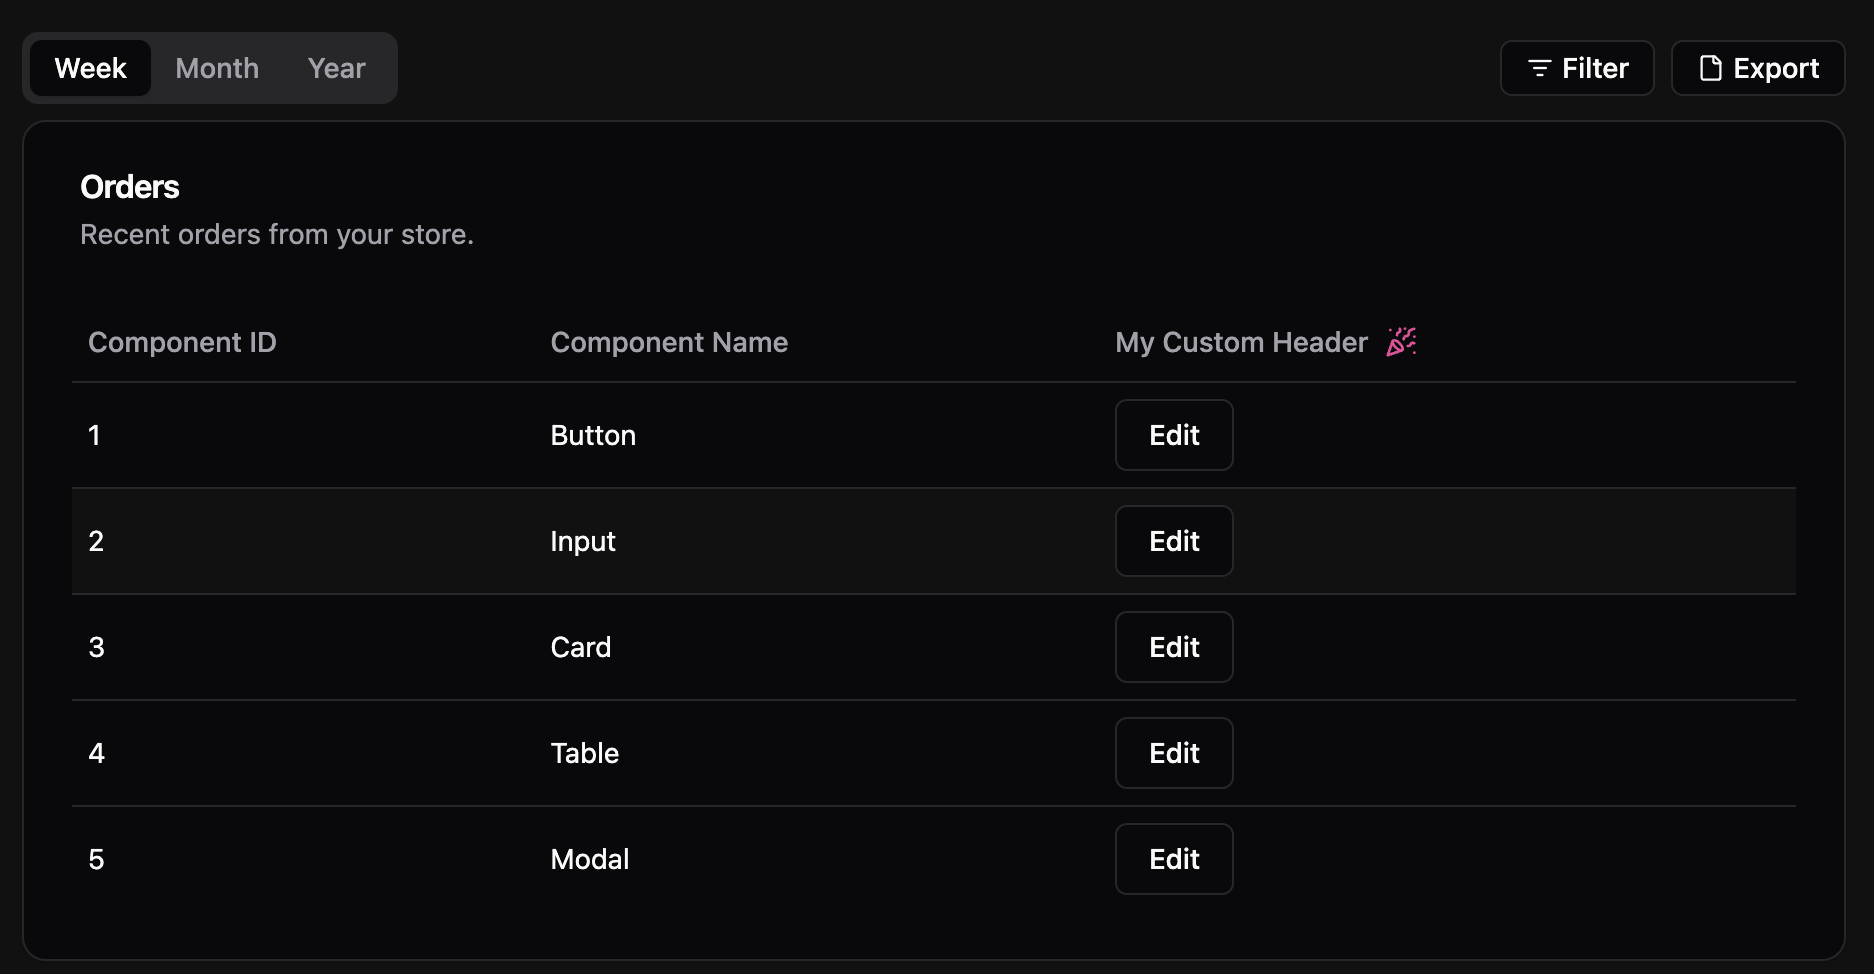 Week Month Year Filter Export
Orders
Recent orders from your store.
Component ID Component Name My Custom Header
1 Button Edit
2 Input Edit
3 Card Edit
4 Table Edit
5 Modal Edit